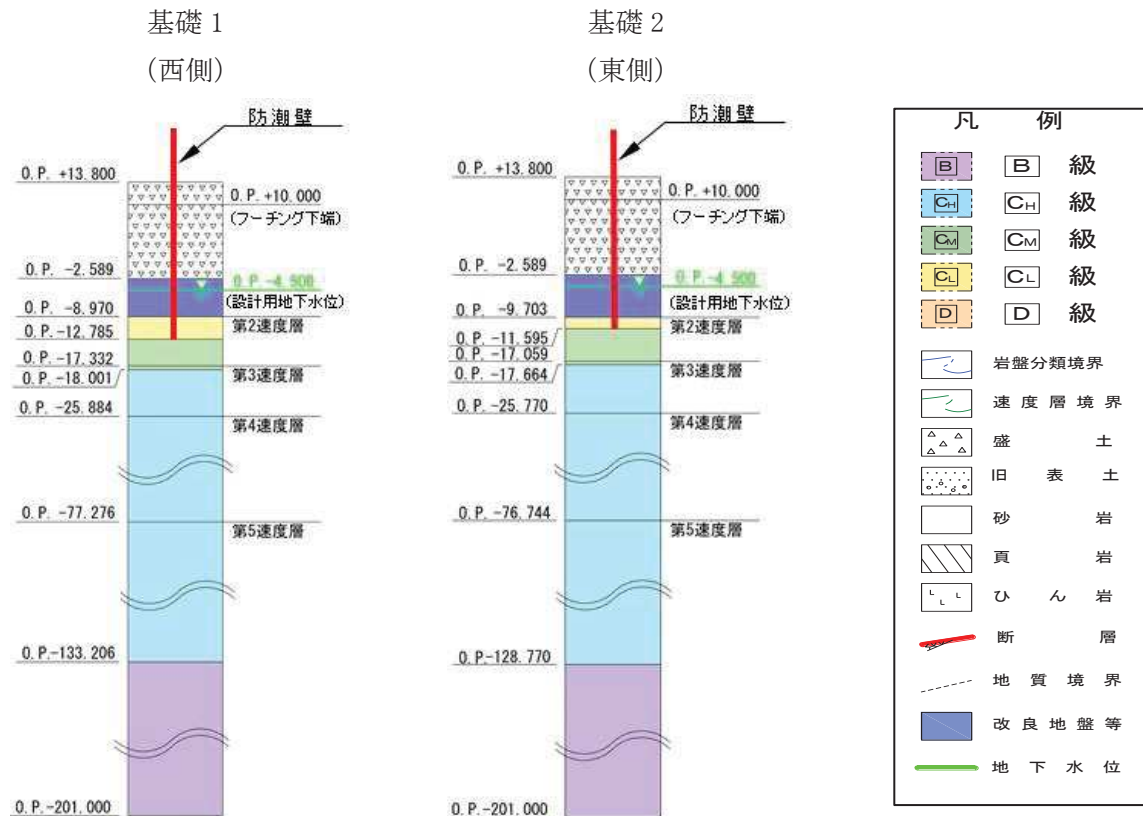 基礎1
(西側)
防潮壁
O.P. +13.800
O.P. +10.000
(フーチング下端)
O.P. -2.589
O.P.-4.500
(設計用地下水位)
O.P. -8.970
第2速度層
O.P. -12.785
O.P.-17.332
第3速度層
O.P.-18.001
O.P.-25.884
第4速度層
O.P.-77.276
第5速度層
O.P.-133.206
O.P.-201.000
基礎2
(東側)
防潮壁
O.P. +13.800
O.P. +10.000
(フーチング下端)
O.P. -2.589
O.P.-4.500
(設計用地下水位)
O.P. -9.703
第2速度層
O.P.-11.595
O.P.-17.059
第3速度層
O.P.-17.664
O.P.-25.770
第4速度層
O.P.-76.744
第5速度層
O.P-128.770
O.P.-201.000
凡 例
B B 級
CH CH 級
CM CM 級
CL CL 級
D D 級
岩盤分類境界
速度層境界
盛土
旧表土
砂岩
頁岩
ひん岩
断層
地質境界
改良地盤等
地下水位